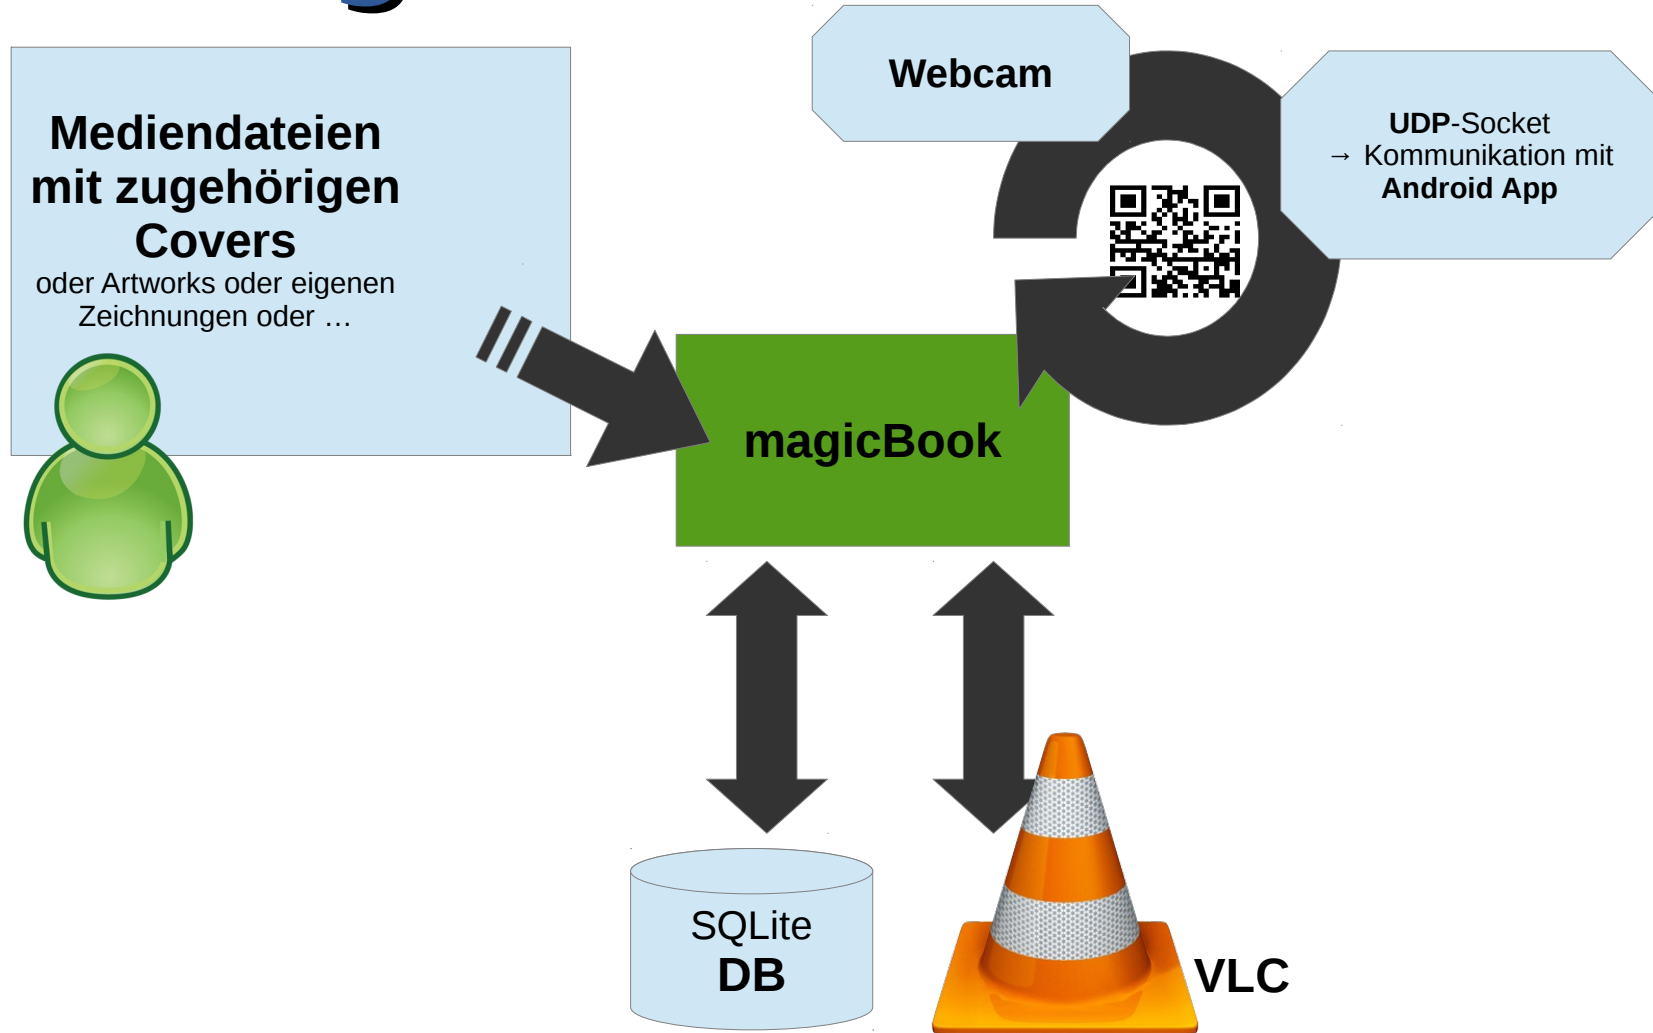 Mediendateien
mit zugehörigen
Covers
oder Artworks oder eigenen
Zeichnungen oder …
Webcam
UDP-Socket
→ Kommunikation mit
Android App
magicBook
SQLite
DB
VLC